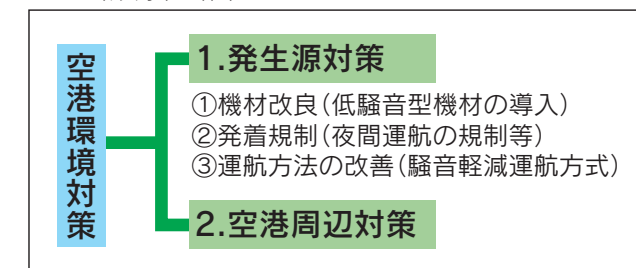 空港環境対策
1.発生源対策
①機材改良(低騒音型機材の導入)
②発着規制(夜間運航の規制等)
③運航方法の改善(騒音軽減運航方式)
2.空港周辺対策